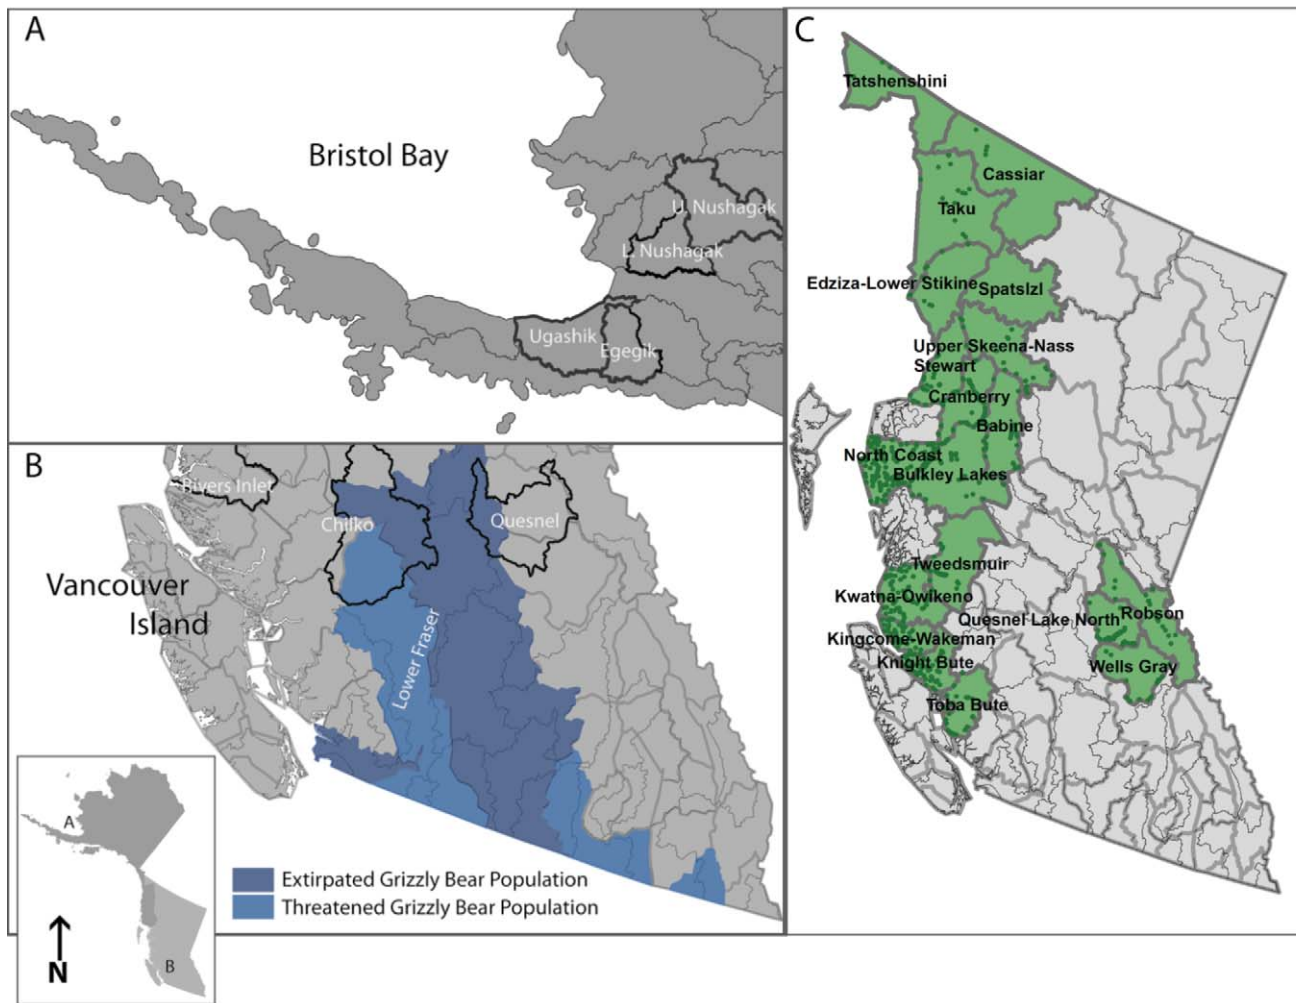 A
Bristol Bay
U. Nushagak
L. Nushagak
Ugashik
Egegik
B
Rivers Inlet
Chilko
Quesnel
Vancouver
Island
Lower Fraser
Extirpated Grizzly Bear Population
Threatened Grizzly Bear Population
A
B
N
C
Tatshenshini
Cassiar
Taku
Edziza-Lower Stikine
Spatslzl
Upper Skeena-Nass
Stewart
Cranberry
Babine
North Coast
Bulkley Lakes
Tweedsmuir
Kwatna-Owikeno
Quesnel Lake North
Robson
Kingcome-Wakeman
Knight Bute
Wells Gray
Toba Bute